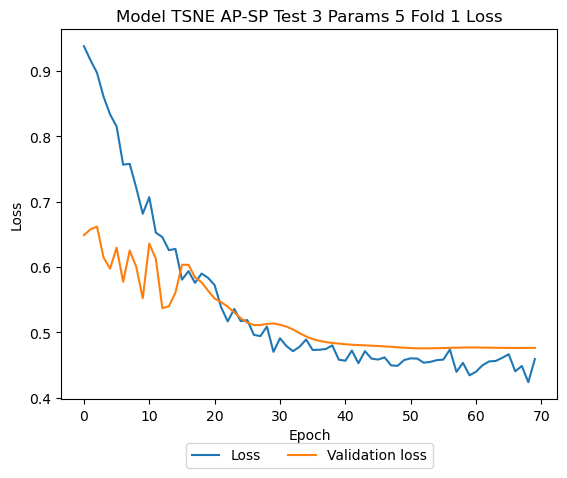 Model TSNE AP-SP Test 3 Params 5 Fold 1 Loss
0.9
0.8
0.7
0.6
0.5
0.4
Loss
0 10 20 30 40 50 60 70
Epoch
Loss Validation loss